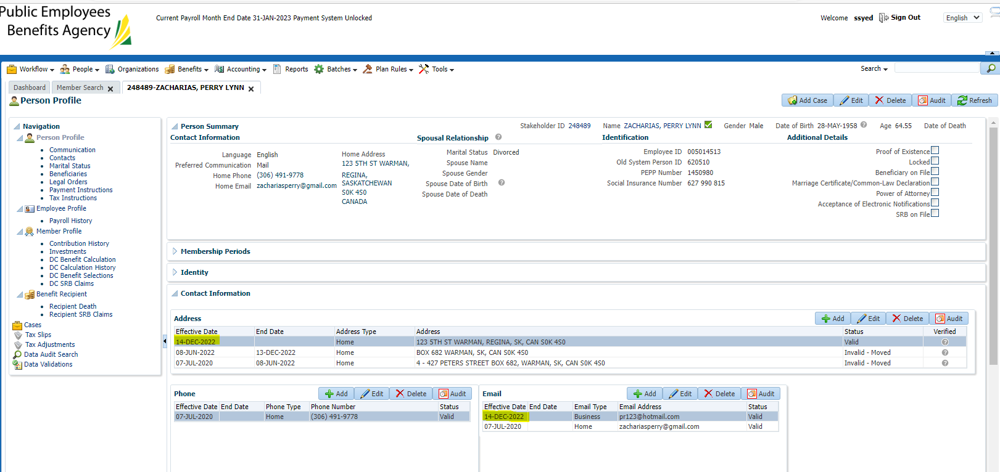 Public Employees
Benefits Agency
Current Payroll Month End Date 31-JAN-2023 Payment System Unlocked
Welcome ssyed Sign Out English
Workflow People Organizations Benefits Accounting Reports Batches Plan Rules Tools Search
Dashboard Member Search 248489-ZACHARIAS, PERRY LYNN
Person Profile
Add Case Edit Delete Audit Refresh
Navigation
Person Profile
Communication
Contacts
Marital Status
Beneficiaries
Legal Orders
Payment Instructions
Tax Instructions
Employee Profile
Payroll History
Member Profile
Contribution History
Investments
DC Benefit Calculation
DC Calculation History
DC Benefit Selections
DC SRB Claims
Benefit Recipient
Recipient Death
Recipient SRB Claims
Cases
Tax Slips
Tax Adjustments
Data Audit Search
Data Validations
Person Summary
Stakeholder ID 248489 Name ZACHARIAS, PERRY LYNN Gender Male Date of Birth 28-MAY-1958 Age 64.55 Date of Death
Contact Information
Language English
Preferred Communication Mail
Home Phone (306) 491-9778
Home Email zachariasperry@gmail.com
Home Address
123 5TH ST WARMAN,
REGINA,
SASKATCHEWAN
S0K 4S0
CANADA
Spousal Relationship
Marital Status Divorced
Spouse Name
Spouse Gender
Spouse Date of Birth
Spouse Date of Death
Identification
Employee ID 005014513
Old System Person ID 620510
PEPP Number 1450980
Social Insurance Number 627 990 815
Additional Details
Proof of Existence
Locked
Beneficiary on File
Marriage Certificate/Common-Law Declaration
Power of Attorney
Acceptance of Electronic Notifications
SRB on File
Membership Periods
Identity
Contact Information
Address
Add Edit Delete Audit
Effective Date End Date Address Type Address Status Verified
14-DEC-2022 Home 123 5TH ST WARMAN, REGINA, SK, CAN S0K 4S0 Valid
08-JUN-2022 13-DEC-2022 Home BOX 682 WARMAN, SK, CAN S0K 4S0 Invalid - Moved
07-JUL-2020 08-JUN-2022 Home 4 - 427 PETERS STREET BOX 682, WARMAN, SK, CAN S0K 4S0 Invalid - Moved
Phone
Add Edit Delete Audit
Effective Date End Date Phone Type Phone Number Status
07-JUL-2020 Home (306) 491-9778 Valid
Email
Add Edit Delete Audit
Effective Date End Date Email Type Email Address Status
14-DEC-2022 Business pr123@hotmail.com Valid
07-JUL-2020 Home zachariasperry@gmail.com Valid